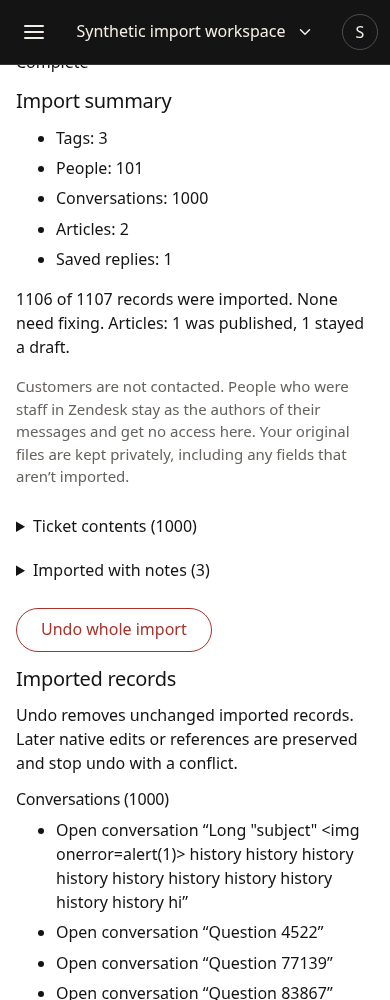 Synthetic import workspace
S
Complete
Import summary
Tags: 3
People: 101
Conversations: 1000
Articles: 2
Saved replies: 1
1106 of 1107 records were imported. None
need fixing. Articles: 1 was published, 1 stayed
a draft.
Customers are not contacted. People who were
staff in Zendesk stay as the authors of their
messages and get no access here. Your original
files are kept privately, including any fields that
aren’t imported.
Ticket contents (1000)
Imported with notes (3)
Undo whole import
Imported records
Undo removes unchanged imported records.
Later native edits or references are preserved
and stop undo with a conflict.
Conversations (1000)
Open conversation “Long "subject" <img
onerror=alert(1)> history history history
history history history history history
history history hi”
Open conversation “Question 4522”
Open conversation “Question 77139”
Open conversation “Question 83867”